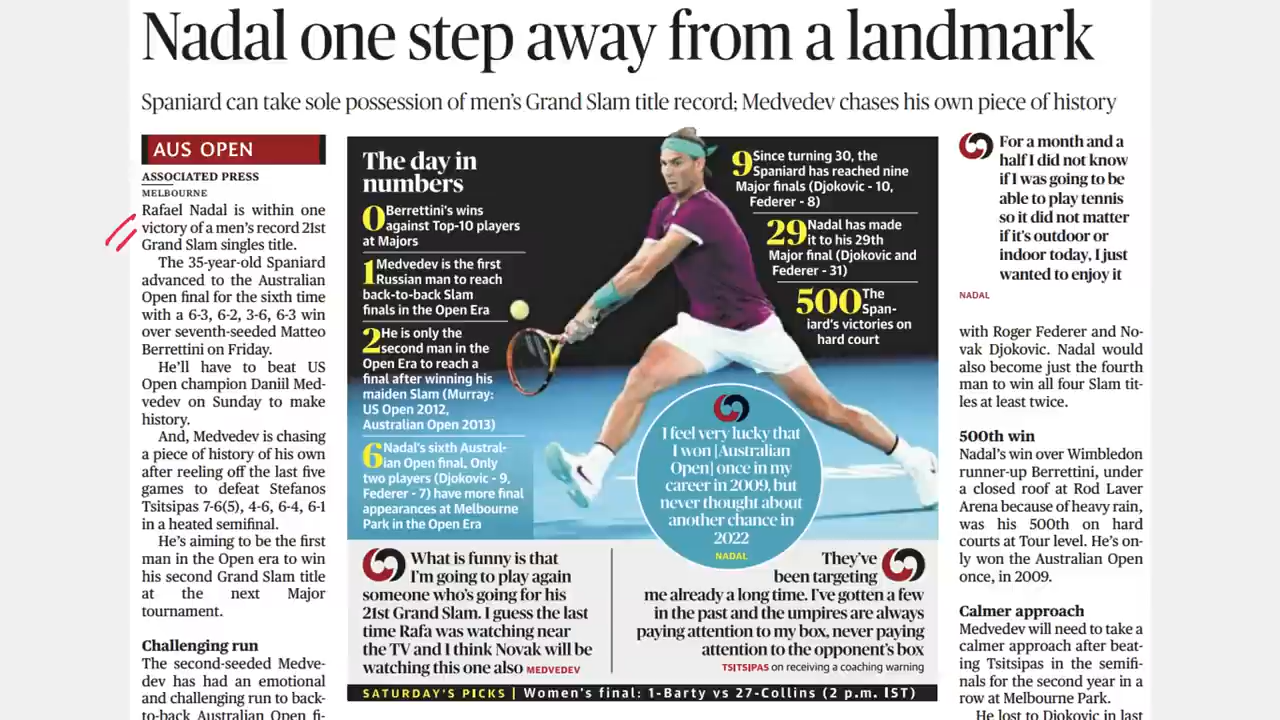 Nadal one step away from a landmark
Spaniard can take sole possession of men's Grand Slam title record; Medvedev chases his own piece of history
AUS OPEN
ASSOCIATED PRESS
MELBOURNE
Rafael Nadal is within one
victory of a men's record 21st
Grand Slam singles title.
The 35-year-old Spaniard
advanced to the Australian
Open final for the sixth time
with a 6-3, 6-2, 3-6, 6-3 win
over seventh-seeded Matteo
Berrettini on Friday.
He'll have to beat US
Open champion Daniil Med-
vedev on Sunday to make
history.
And, Medvedev is chasing
a piece of history of his own
after reeling off the last five
games to defeat Stefanos
Tsitsipas 7-6(5), 4-6, 6-4, 6-1
in a heated semifinal.
He's aiming to be the first
man in the Open era to win
his second Grand Slam title
at the next Major
tournament.
Challenging run
The second-seeded Medve-
dev has had an emotional
and challenging run to back-
to-back Australian Open fi-
The day in
numbers
0 Berrettini's wins
against Top-10 players
at Majors
1 Medvedev is the first
Russian man to reach
back-to-back Slam
finals in the Open Era
2 He is only the
second man in the
Open Era to reach a
final after winning his
maiden Slam (Murray:
US Open 2012,
Australian Open 2013)
6 Nadal's sixth Austral-
ian Open final. Only
two players (Djokovic - 9,
Federer - 7) have more final
appearances at Melbourne
Park in the Open Era
9 Since turning 30, the
Spaniard has reached nine
Major finals (Djokovic - 10,
Federer - 8)
29 Nadal has made
it to his 29th
Major final (Djokovic and
Federer - 31)
500 The
Span-
iard's victories on
hard court
I feel very lucky that
I won [Australian
Open] once in my
career in 2009, but
never thought about
another chance in
2022
NADAL
What is funny is that
I'm going to play again
someone who's going for his
21st Grand Slam. I guess the last
time Rafa was watching near
the TV and I think Novak will be
watching this one also MEDVEDEV
They've
been targeting
me already a long time. I've gotten a few
in the past and the umpires are always
paying attention to my box, never paying
attention to the opponent's box
TSITSIPAS on receiving a coaching warning
SATURDAY'S PICKS | Women's final: 1-Barty vs 27-Collins (2 p.m. IST)
For a month and a
half I did not know
if I was going to be
able to play tennis
so it did not matter
if it's outdoor or
indoor today, I just
wanted to enjoy it
NADAL
with Roger Federer and No-
vak Djokovic. Nadal would
also become just the fourth
man to win all four Slam tit-
les at least twice.
500th win
Nadal's win over Wimbledon
runner-up Berrettini, under
a closed roof at Rod Laver
Arena because of heavy rain,
was his 500th on hard
courts at Tour level. He's on-
ly won the Australian Open
once, in 2009.
Calmer approach
Medvedev will need to take a
calmer approach after beat-
ing Tsitsipas in the semifi-
nals for the second year in a
row at Melbourne Park.
He lost to Djokovic in last